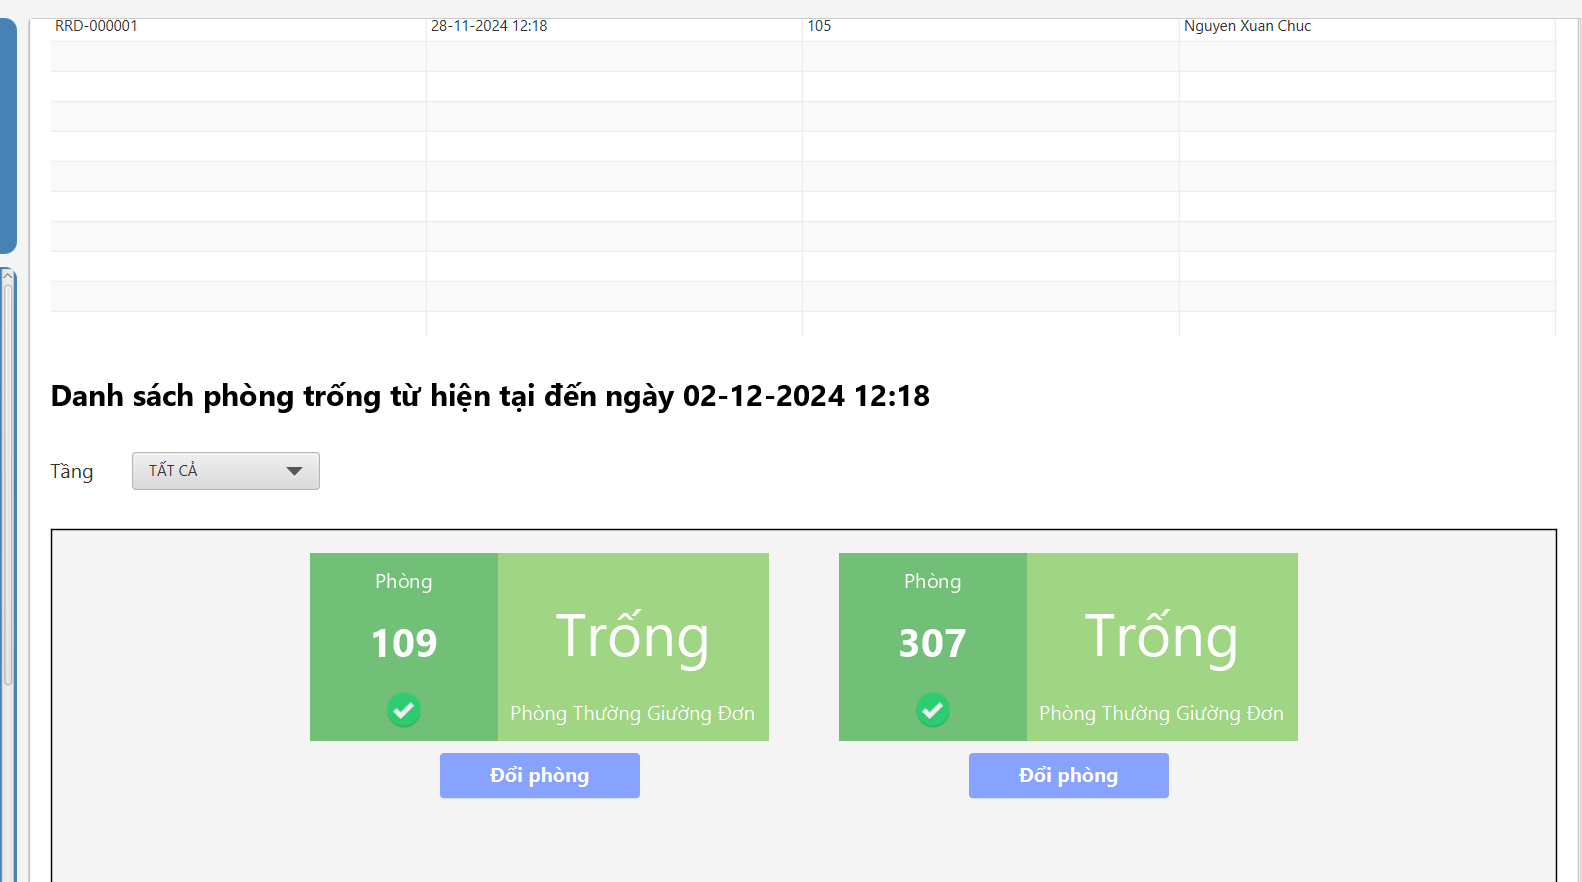 RRD-000001 28-11-2024 12:18 105 Nguyen Xuan Chuc
Danh sách phòng trống từ hiện tại đến ngày 02-12-2024 12:18
Tầng TẤT CẢ
Phòng
109
Trống
Phòng Thường Giường Đơn
Đổi phòng
Phòng
307
Trống
Phòng Thường Giường Đơn
Đổi phòng